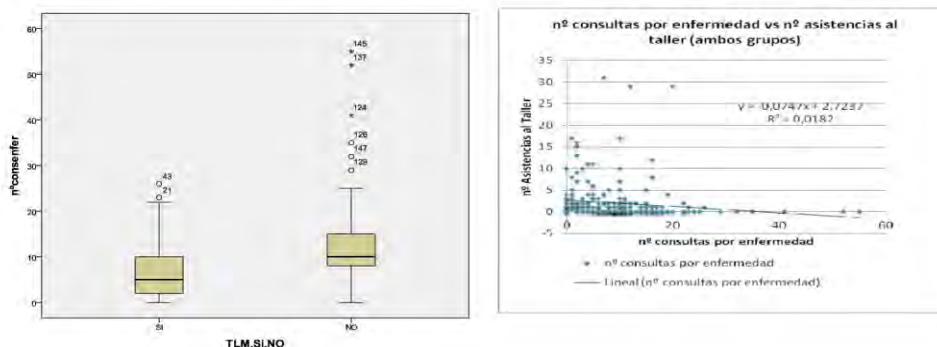 60
50
40
30
20
10
0
nºconsenfer
43
21
145
137
124
126
147
129
SI
NO
TLM.SI.NO
nº consultas por enfermedad vs nº asistencias al
taller (ambos grupos)
35
30
25
20
15
10
5
0
-5
nº Asistencias al Taller
y = -0,0747x + 2,7237
R² = 0,0182
0
20
40
60
nº consultas por enfermedad
nº consultas por enfermedad
Lineal (nº consultas por enfermedad)